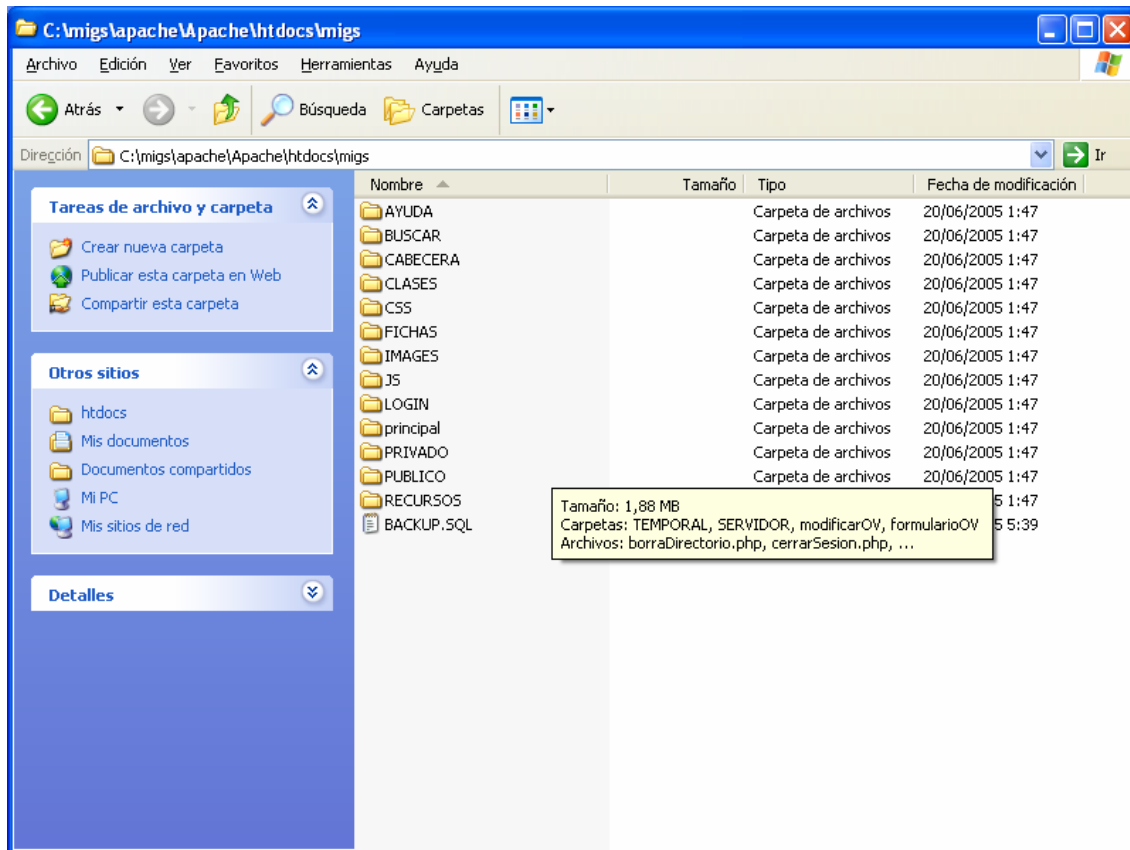 C:\migs\apache\Apache\htdocs\migs
Archivo Edición Ver Favoritos Herramientas Ayuda
Atrás Búsqueda Carpetas
Dirección C:\migs\apache\Apache\htdocs\migs Ir
Tareas de archivo y carpeta
Crear nueva carpeta
Publicar esta carpeta en Web
Compartir esta carpeta
Otros sitios
htdocs
Mis documentos
Documentos compartidos
Mi PC
Mis sitios de red
Detalles
Nombre Tamaño Tipo Fecha de modificación
AYUDA Carpeta de archivos 20/06/2005 1:47
BUSCAR Carpeta de archivos 20/06/2005 1:47
CABECERA Carpeta de archivos 20/06/2005 1:47
CLASES Carpeta de archivos 20/06/2005 1:47
CSS Carpeta de archivos 20/06/2005 1:47
FICHAS Carpeta de archivos 20/06/2005 1:47
IMAGES Carpeta de archivos 20/06/2005 1:47
JS Carpeta de archivos 20/06/2005 1:47
LOGIN Carpeta de archivos 20/06/2005 1:47
principal Carpeta de archivos 20/06/2005 1:47
PRIVADO Carpeta de archivos 20/06/2005 1:47
PUBLICO Carpeta de archivos 20/06/2005 1:47
RECURSOS 5 1:47
BACKUP.SQL 5 5:39
Tamaño: 1,88 MB
Carpetas: TEMPORAL, SERVIDOR, modificarOV, formularioOV
Archivos: borraDirectorio.php, cerrarSesion.php, ...